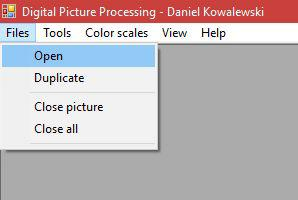 Digital Picture Processing - Daniel Kowalewski
Files Tools Color scales View Help
Open
Duplicate
Close picture
Close all